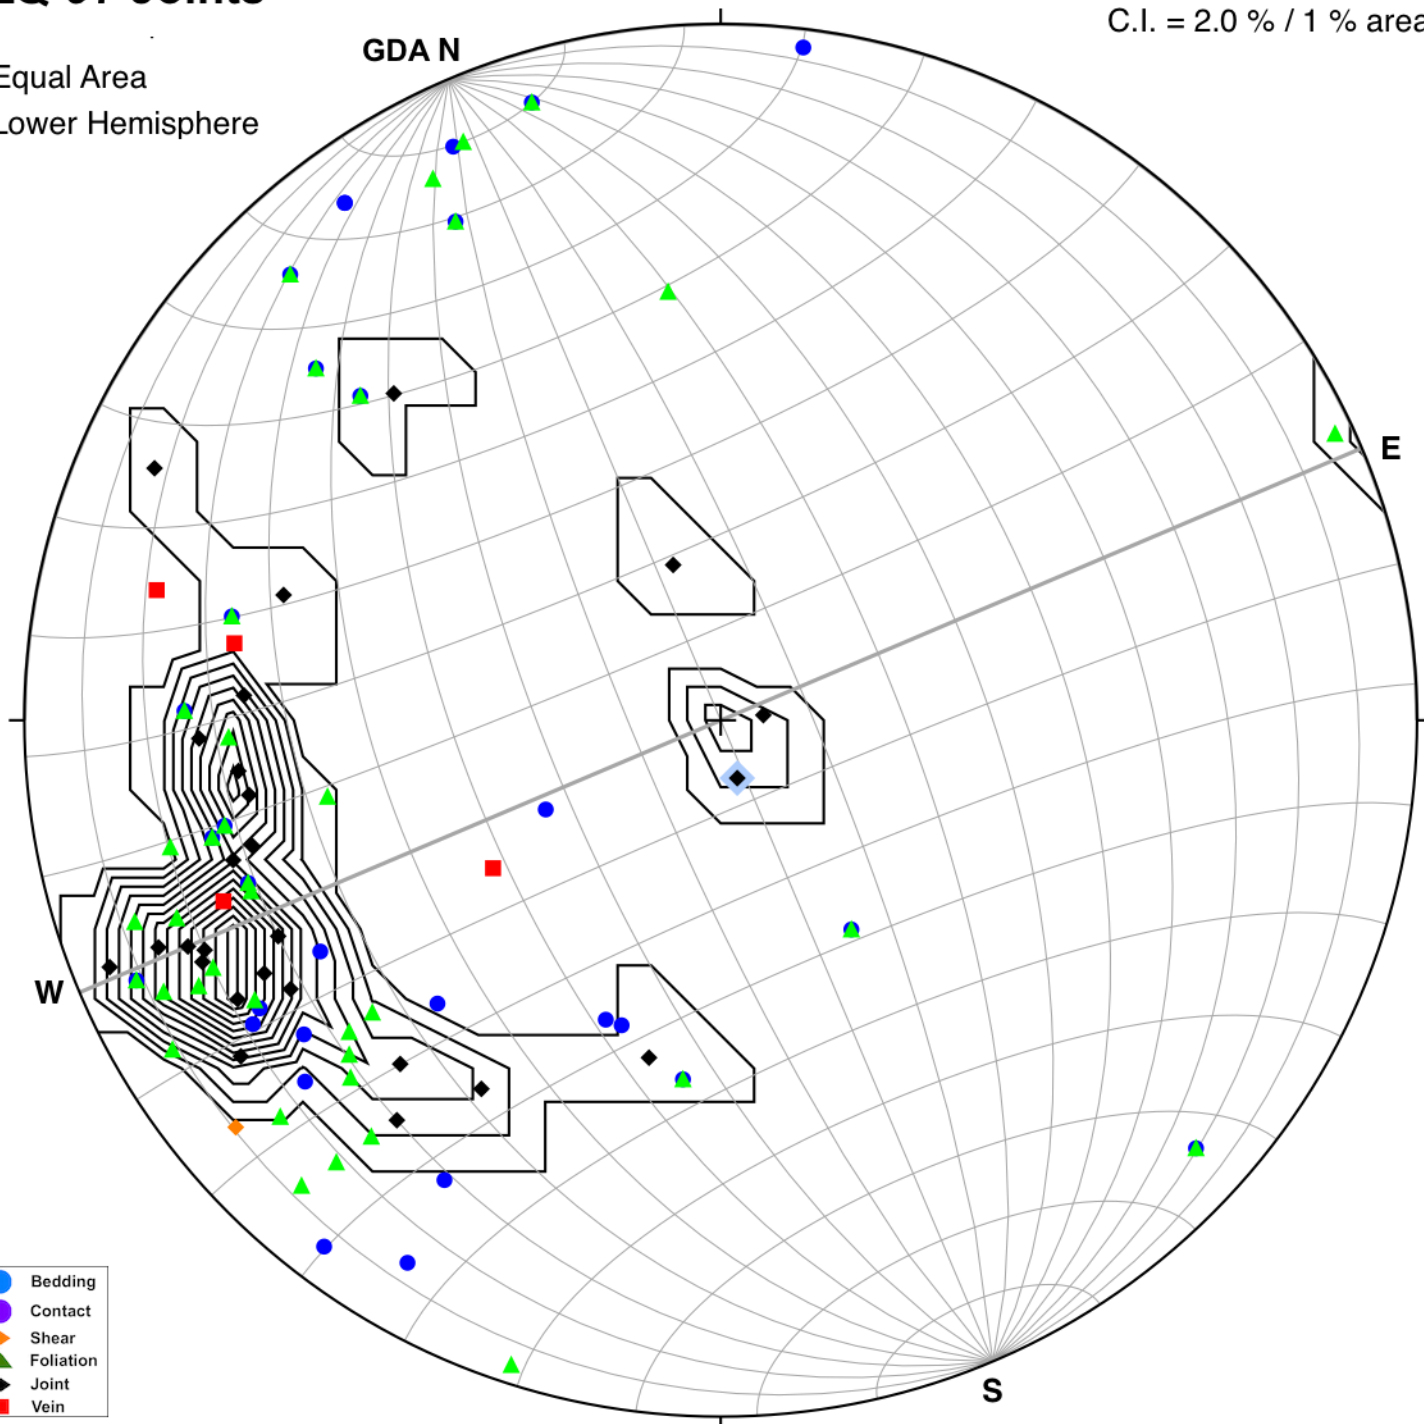 C.I. = 2.0 % / 1 % area
GDA N
Equal Area
Lower Hemisphere
E
W
S
Bedding
Contact
Shear
Foliation
Joint
Vein